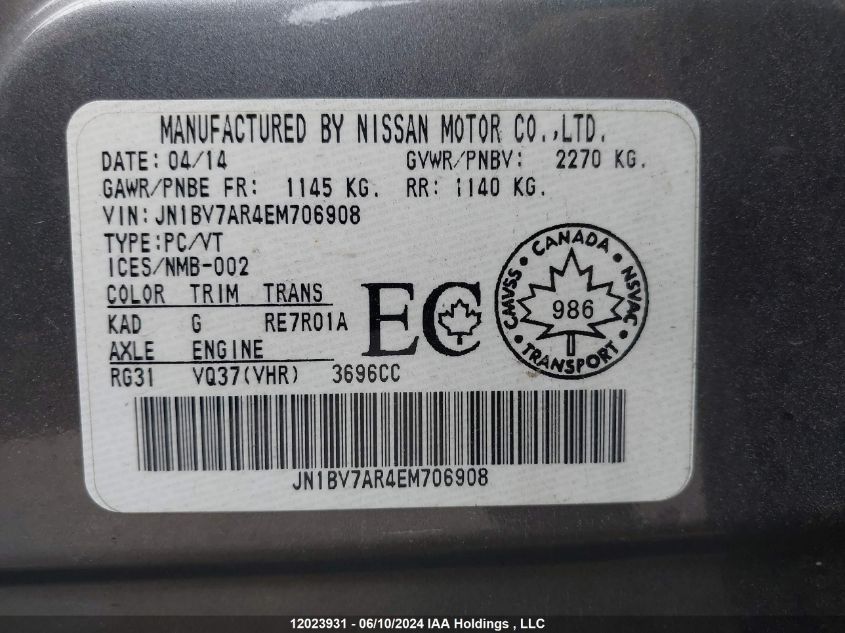 MANUFACTURED BY NISSAN MOTOR CO.,LTD.
DATE: 04/14 GVWR/PNBV: 2270 KG.
GAWR/PNBE FR: 1145 KG. RR: 1140 KG.
VIN: JN1BV7AR4EM706908
TYPE:PC/VT
ICES/NMB-002
COLOR TRIM TRANS
KAD G RE7R01A
AXLE ENGINE
RG31 VQ37(VHR) 3696CC
EC
CANADA
CMVSS NSVAC
986
TRANSPORT
JN1BV7AR4EM706908
12023931 - 06/10/2024 IAA Holdings , LLC